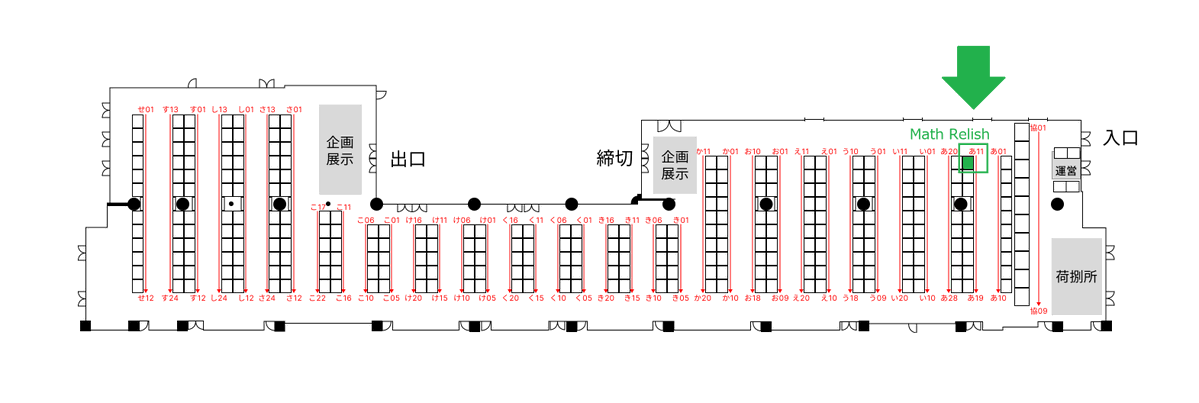 Math Relish
入口
協01
せ01
す13
す01
し13
し01
さ13
さ01
企画
展示
出口
締切
企画
展示
か11
か01
お10
お01
え11
え01
う10
う01
い11
い01
あ20
あ11
あ01
運営
こ17
こ11
こ06
こ01
け16
け11
け06
け01
く16
く11
く06
く01
き16
き11
き06
き01
荷捌所
せ12
す24
す12
し24
し12
さ24
さ12
こ22
こ16
こ10
こ05
け20
け15
け10
け05
く20
く15
く10
く05
き20
き15
き10
き05
か20
か10
お18
お09
え20
え10
う18
う09
い20
い10
あ28
あ19
あ10
協09